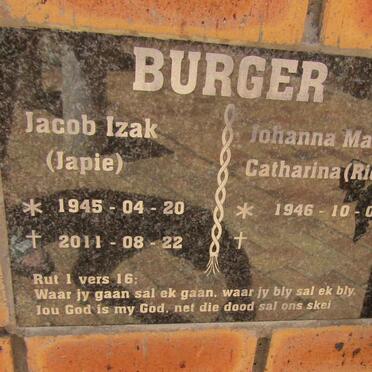 BURGER
Jacob Izak
(Japie)
* 1945 - 04 - 20
† 2011 - 08 - 22
Johanna Ma
Catharina (Ri
* 1946 - 10 - 0
†
Rut 1 vers 16:
Waar jy gaan sal ek gaan, waar jy bly sal ek bly.
Jou God is my God, net die dood sal ons skei